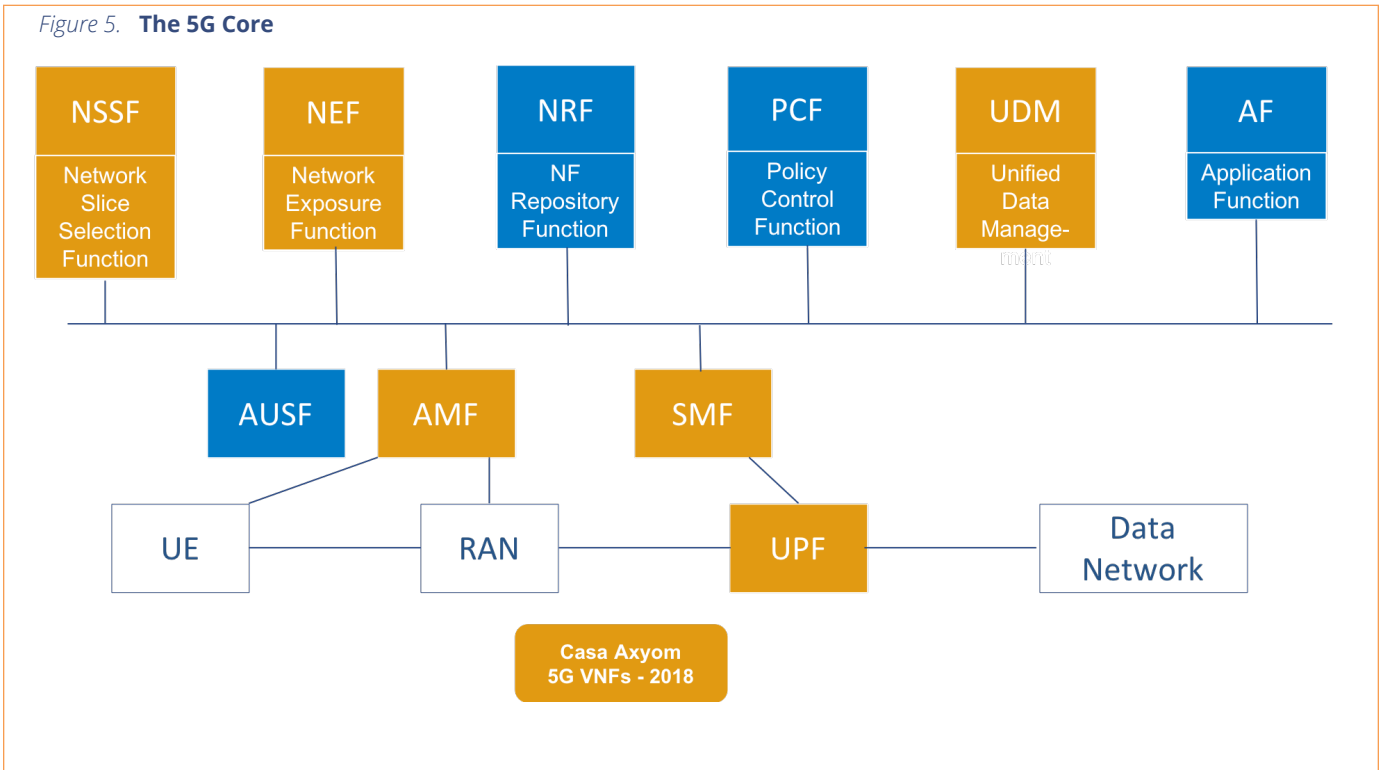 Figure 5. The 5G Core
NSSF
Network
Slice
Selection
Function
NEF
Network
Exposure
Function
NRF
NF
Repository
Function
PCF
Policy
Control
Function
UDM
Unified
Data
Manage-
ment
AF
Application
Function
AUSF
AMF
SMF
UE
RAN
UPF
Data
Network
Casa Axyom
5G VNFs - 2018